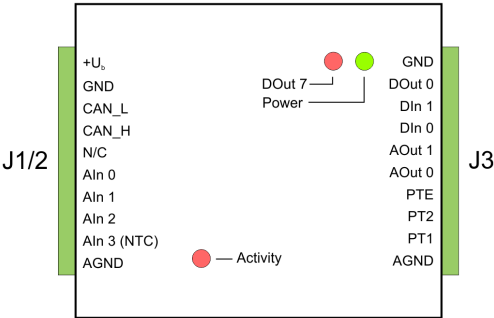 J1/2
+Ub
GND
CAN_L
CAN_H
N/C
AIn 0
AIn 1
AIn 2
AIn 3 (NTC)
AGND
DOut 7
Power
Activity
GND
DOut 0
DIn 1
DIn 0
AOut 1
AOut 0
PTE
PT2
PT1
AGND
J3